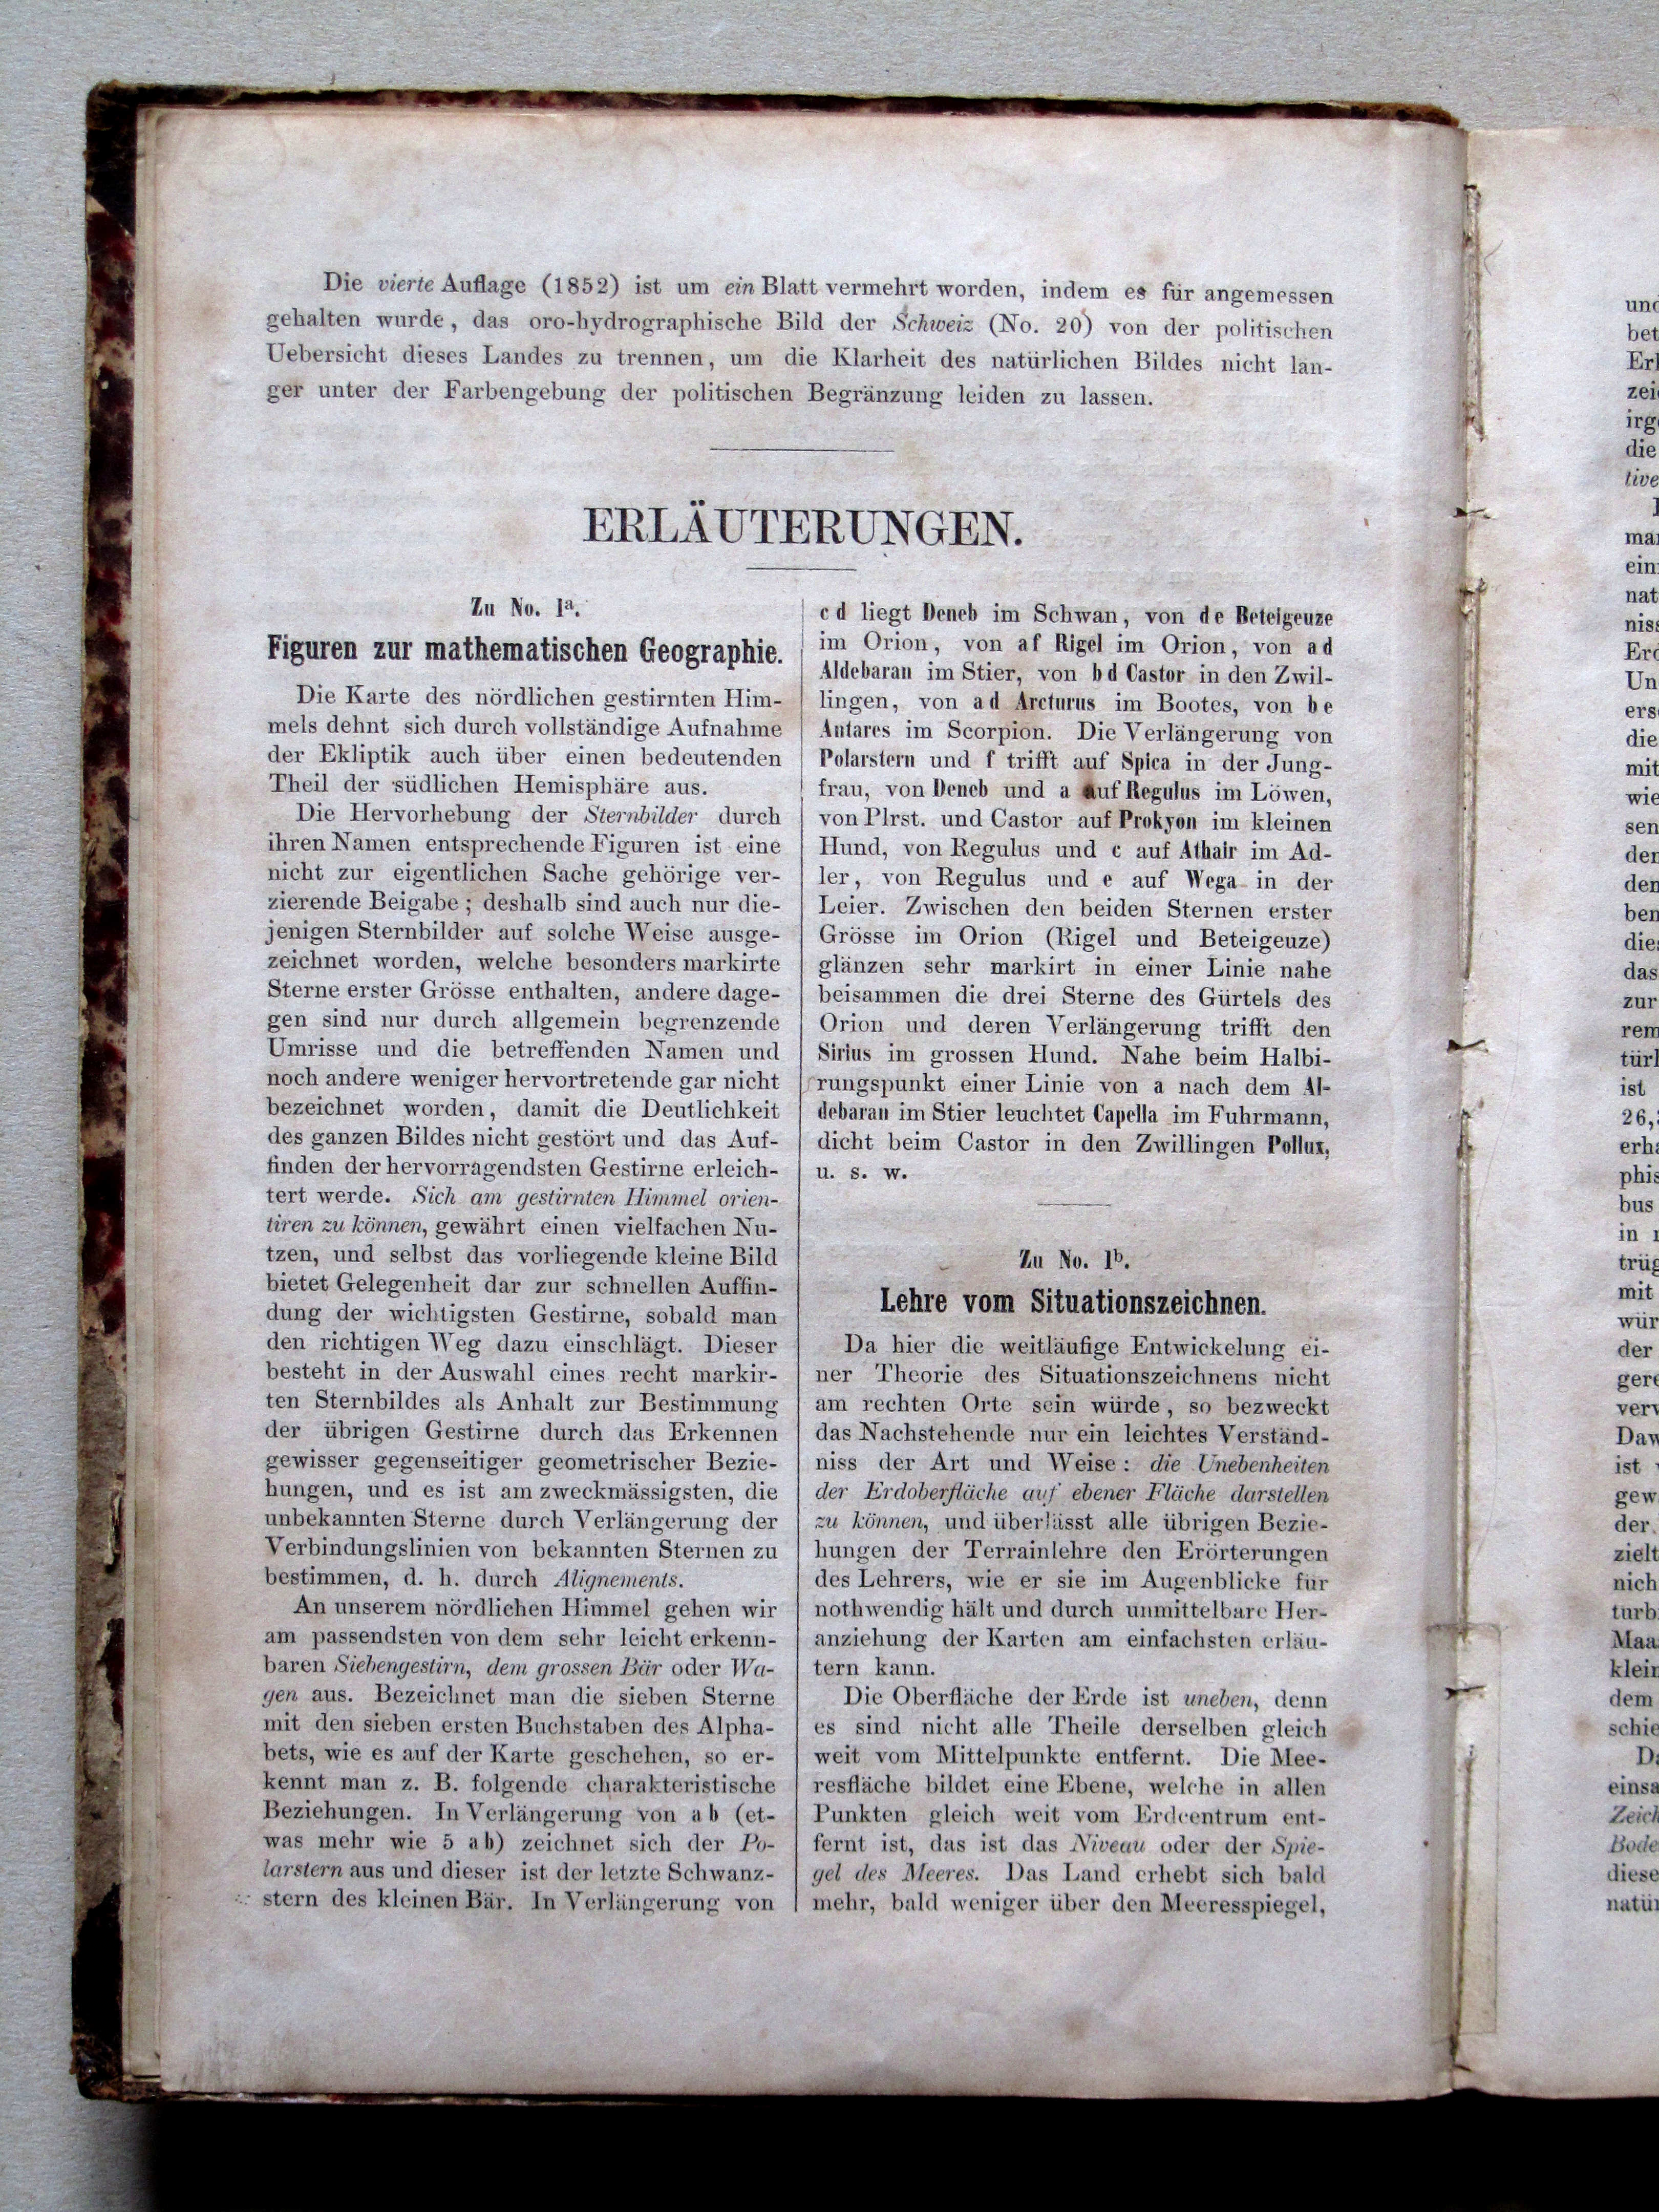 Die vierte Auflage (1852) ist um ein Blatt vermehrt worden, indem es für angemessen
gehalten wurde, das oro-hydrographische Bild der Schweiz (No. 20) von der politischen
Uebersicht dieses Landes zu trennen, um die Klarheit des natürlichen Bildes nicht län-
ger unter der Farbengebung der politischen Begränzung leiden zu lassen.
ERLÄUTERUNGEN.
Zu No. 1a.
Figuren zur mathematischen Geographie.
Die Karte des nördlichen gestirnten Him-
mels dehnt sich durch vollständige Aufnahme
der Ekliptik auch über einen bedeutenden
Theil der südlichen Hemisphäre aus.
Die Hervorhebung der Sternbilder durch
ihren Namen entsprechende Figuren ist eine
nicht zur eigentlichen Sache gehörige ver-
zierende Beigabe; deshalb sind auch nur die-
jenigen Sternbilder auf solche Weise ausge-
zeichnet worden, welche besonders markirte
Sterne erster Grösse enthalten, andere dage-
gen sind nur durch allgemein begrenzende
Umrisse und die betreffenden Namen und
noch andere weniger hervortretende gar nicht
bezeichnet worden, damit die Deutlichkeit
des ganzen Bildes nicht gestört und das Auf-
finden der hervorragendsten Gestirne erleich-
tert werde. Sich am gestirnten Himmel orien-
tiren zu können, gewährt einen vielfachen Nu-
tzen, und selbst das vorliegende kleine Bild
bietet Gelegenheit dar zur schnellen Auffin-
dung der wichtigsten Gestirne, sobald man
den richtigen Weg dazu einschlägt. Dieser
besteht in der Auswahl eines recht markir-
ten Sternbildes als Anhalt zur Bestimmung
der übrigen Gestirne durch das Erkennen
gewisser gegenseitiger geometrischer Bezie-
hungen, und es ist am zweckmässigsten, die
unbekannten Sterne durch Verlängerung der
Verbindungslinien von bekannten Sternen zu
bestimmen, d. h. durch Alignements.
An unserem nördlichen Himmel gehen wir
am passendsten von dem sehr leicht erkenn-
baren Siebengestirn, dem grossen Bär oder Wa-
gen aus. Bezeichnet man die sieben Sterne
mit den sieben ersten Buchstaben des Alpha-
bets, wie es auf der Karte geschehen, so er-
kennt man z. B. folgende charakteristische
Beziehungen. In Verlängerung von a b (et-
was mehr wie 5 a b) zeichnet sich der Po-
larstern aus und dieser ist der letzte Schwanz-
stern des kleinen Bär. In Verlängerung von
c d liegt Deneb im Schwan, von d e Beteigeuze
im Orion, von a f Rigel im Orion, von a d
Aldebaran im Stier, von b d Castor in den Zwil-
lingen, von a d Arcturus im Bootes, von b e
Antares im Scorpion. Die Verlängerung von
Polarstern und f trifft auf Spica in der Jung-
frau, von Deneb und a auf Regulus im Löwen,
von Plrst. und Castor auf Prokyon im kleinen
Hund, von Regulus und c auf Athair im Ad-
ler, von Regulus und e auf Wega in der
Leier. Zwischen den beiden Sternen erster
Grösse im Orion (Rigel und Beteigeuze)
glänzen sehr markirt in einer Linie nahe
beisammen die drei Sterne des Gürtels des
Orion und deren Verlängerung trifft den
Sirius im grossen Hund. Nahe beim Halbi-
rungspunkt einer Linie von a nach dem Al-
debaran im Stier leuchtet Capella im Fuhrmann,
dicht beim Castor in den Zwillingen Pollux,
u. s. w.
Zu No. 1b.
Lehre vom Situationszeichnen.
Da hier die weitläufige Entwickelung ei-
ner Theorie des Situationszeichnens nicht
am rechten Orte sein würde, so bezweckt
das Nachstehende nur ein leichtes Verständ-
niss der Art und Weise: die Unebenheiten
der Erdoberfläche auf ebener Fläche darstellen
zu können, und überlässt alle übrigen Bezie-
hungen der Terrainlehre den Erörterungen
des Lehrers, wie er sie im Augenblicke für
nothwendig hält und durch unmittelbare Her-
anziehung der Karten am einfachsten erläu-
tern kann.
Die Oberfläche der Erde ist uneben, denn
es sind nicht alle Theile derselben gleich
weit vom Mittelpunkte entfernt. Die Mee-
resfläche bildet eine Ebene, welche in allen
Punkten gleich weit vom Erdcentrum ent-
fernt ist, das ist das Niveau oder der Spie-
gel des Meeres. Das Land erhebt sich bald
mehr, bald weniger über den Meeresspiegel,